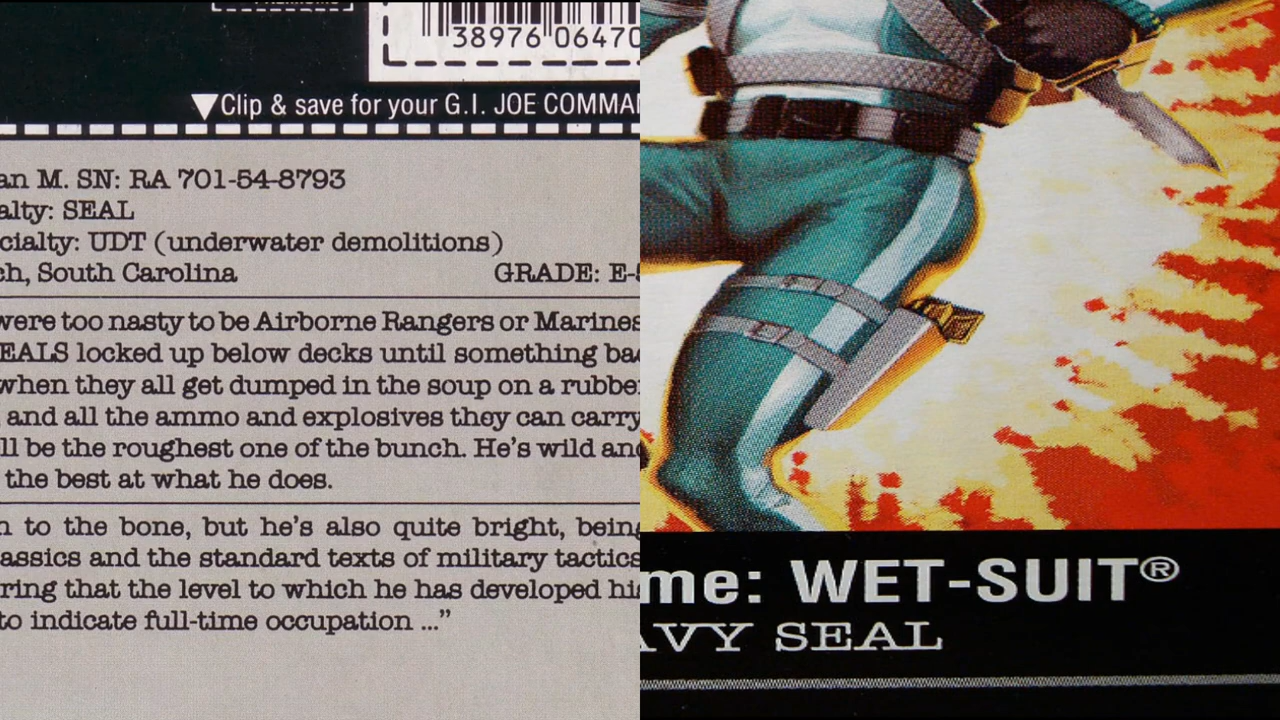 38976 06470
▼Clip & save for your G.I. JOE COMMAN
an M. SN: RA 701-54-8793
alty: SEAL
cialty: UDT (underwater demolitions)
ch, South Carolina GRADE: E-
were too nasty to be Airborne Rangers or Marines
EALS locked up below decks until something ba
when they all get dumped in the soup on a rubber
and all the ammo and explosives they can carry
ll be the roughest one of the bunch. He's wild and
the best at what he does.
n to the bone, but he's also quite bright, being
assics and the standard texts of military tactics
ring that the level to which he has developed his
to indicate full-time occupation ..."
me: WET-SUIT®
AVY SEAL